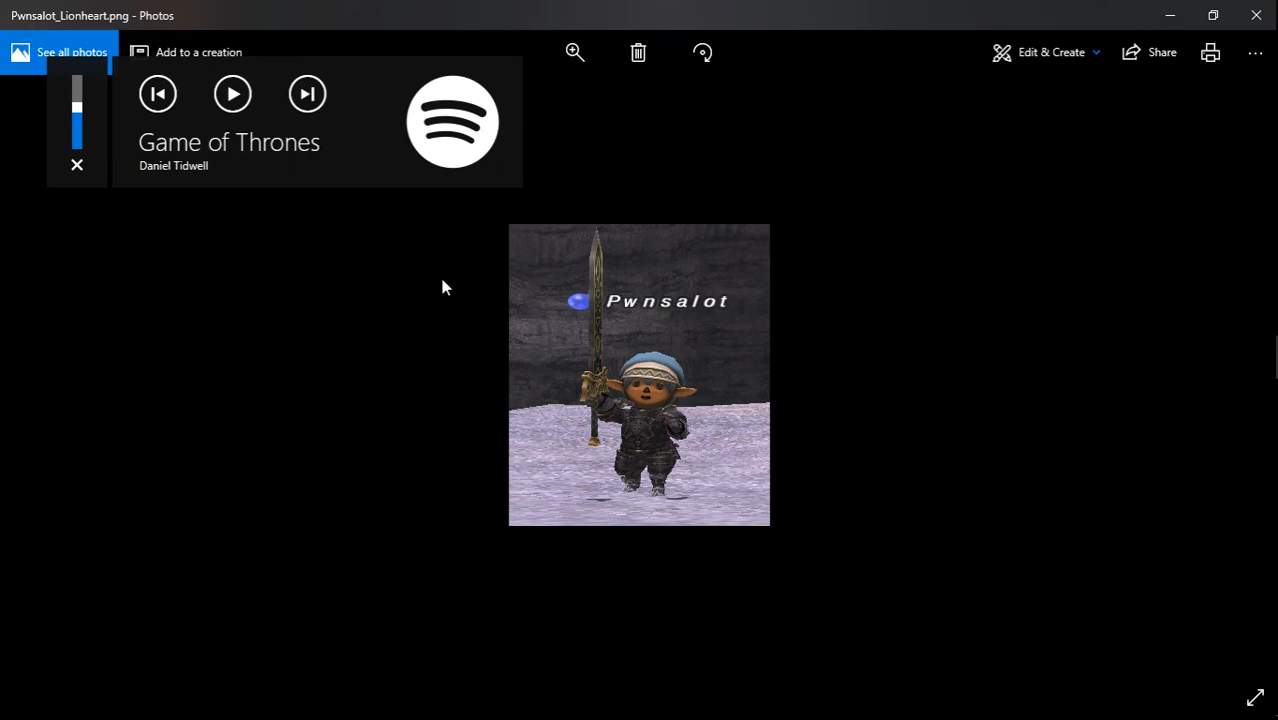 Pwnsalot_Lionheart.png - Photos
See all photos
Add to a creation
Edit & Create
Share
Game of Thrones
Daniel Tidwell
Pwnsalot